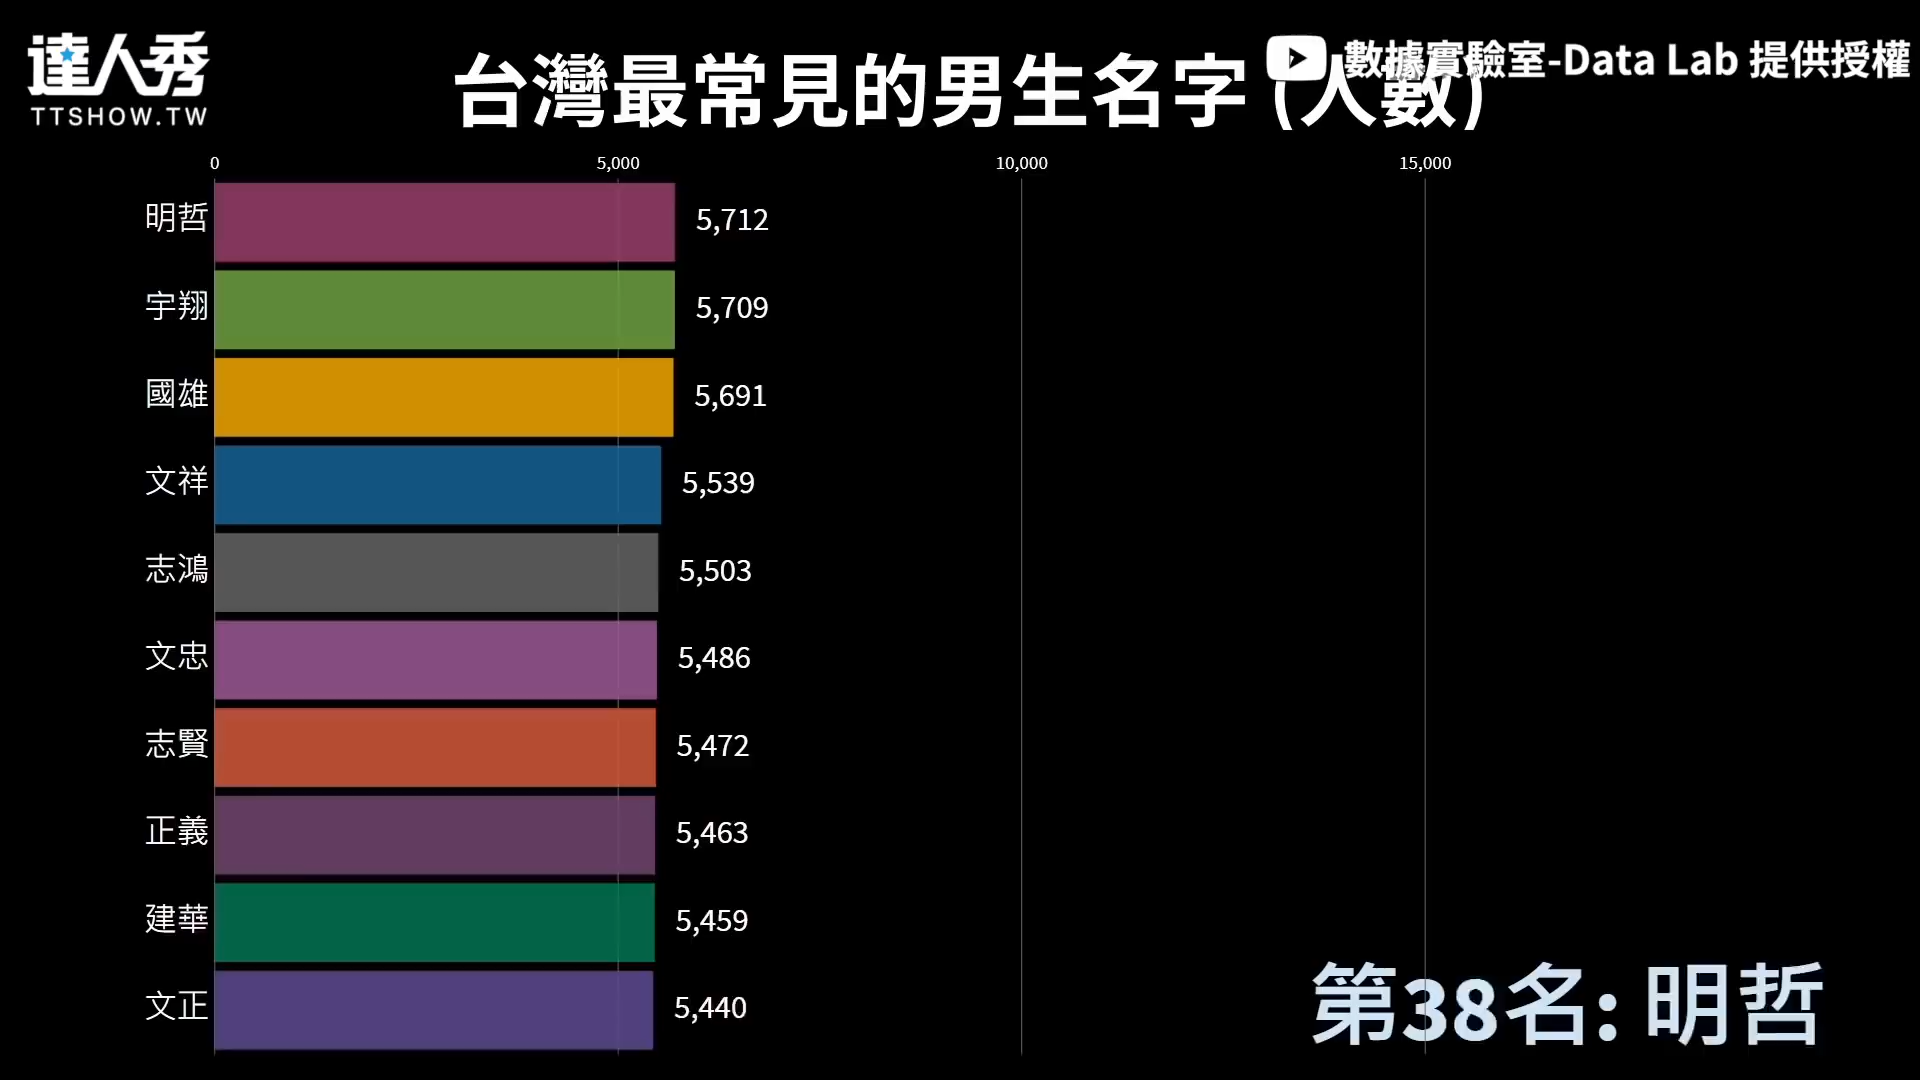 達人秀
TTSHOW.TW
台灣最常見的男生名字 (人數)
數據實驗室-Data Lab 提供授權
0 5,000 10,000 15,000
明哲 5,712
宇翔 5,709
國雄 5,691
文祥 5,539
志鴻 5,503
文忠 5,486
志賢 5,472
正義 5,463
建華 5,459
文正 5,440
第38名: 明哲